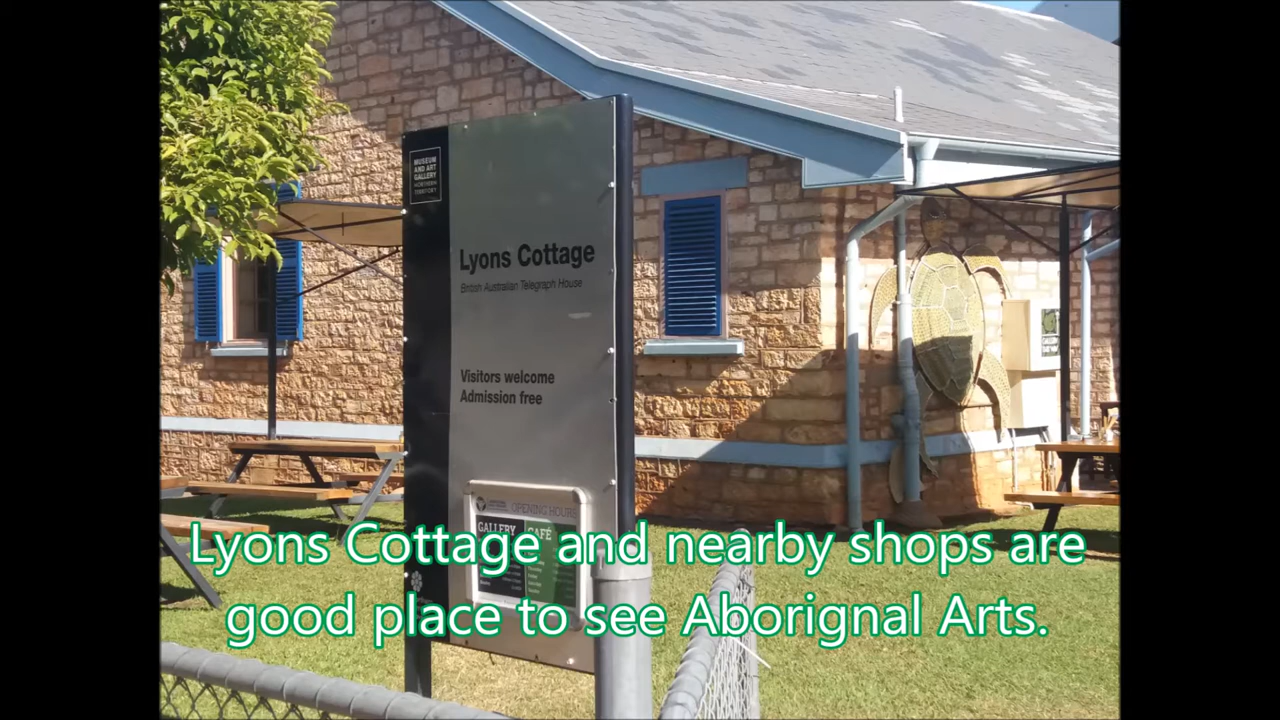 MUSEUM
AND ART
GALLERY
NORTHERN
TERRITORY
Lyons Cottage
British Australian Telegraph House
Visitors welcome
Admission free
OPENING HOURS
GALLERY
CAFÉ
Lyons Cottage and nearby shops are
good place to see Aborignal Arts.